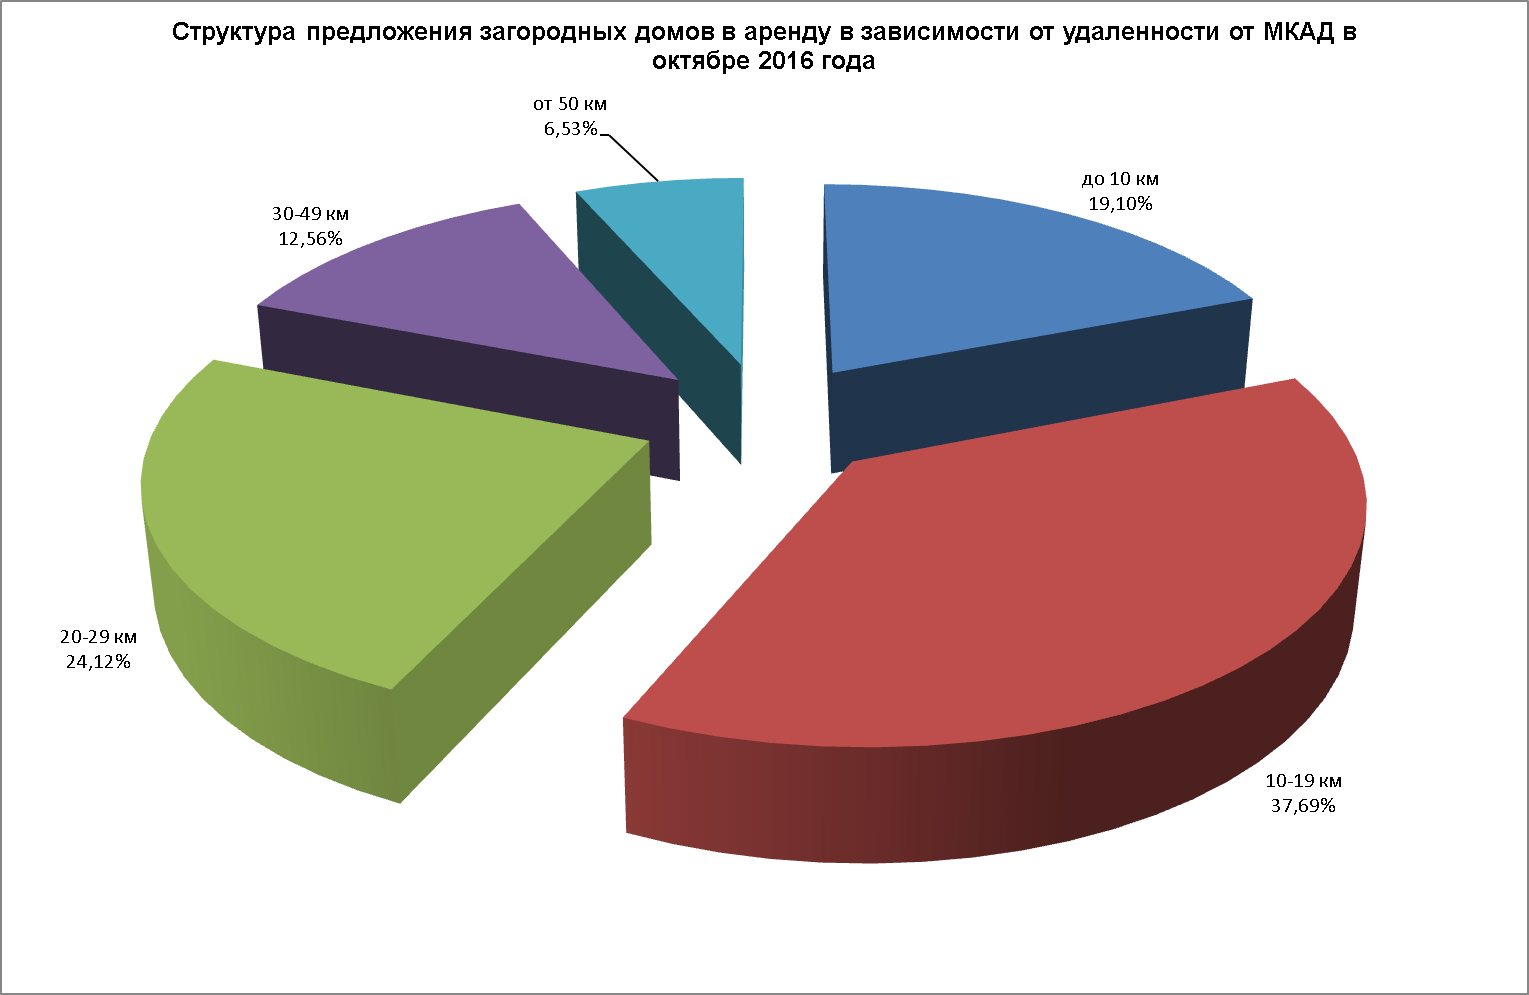 Структура предложения загородных домов в аренду в зависимости от удаленности от МКАД в
октябре 2016 года
от 50 км
6,53%
до 10 км
19,10%
30-49 км
12,56%
20-29 км
24,12%
10-19 км
37,69%